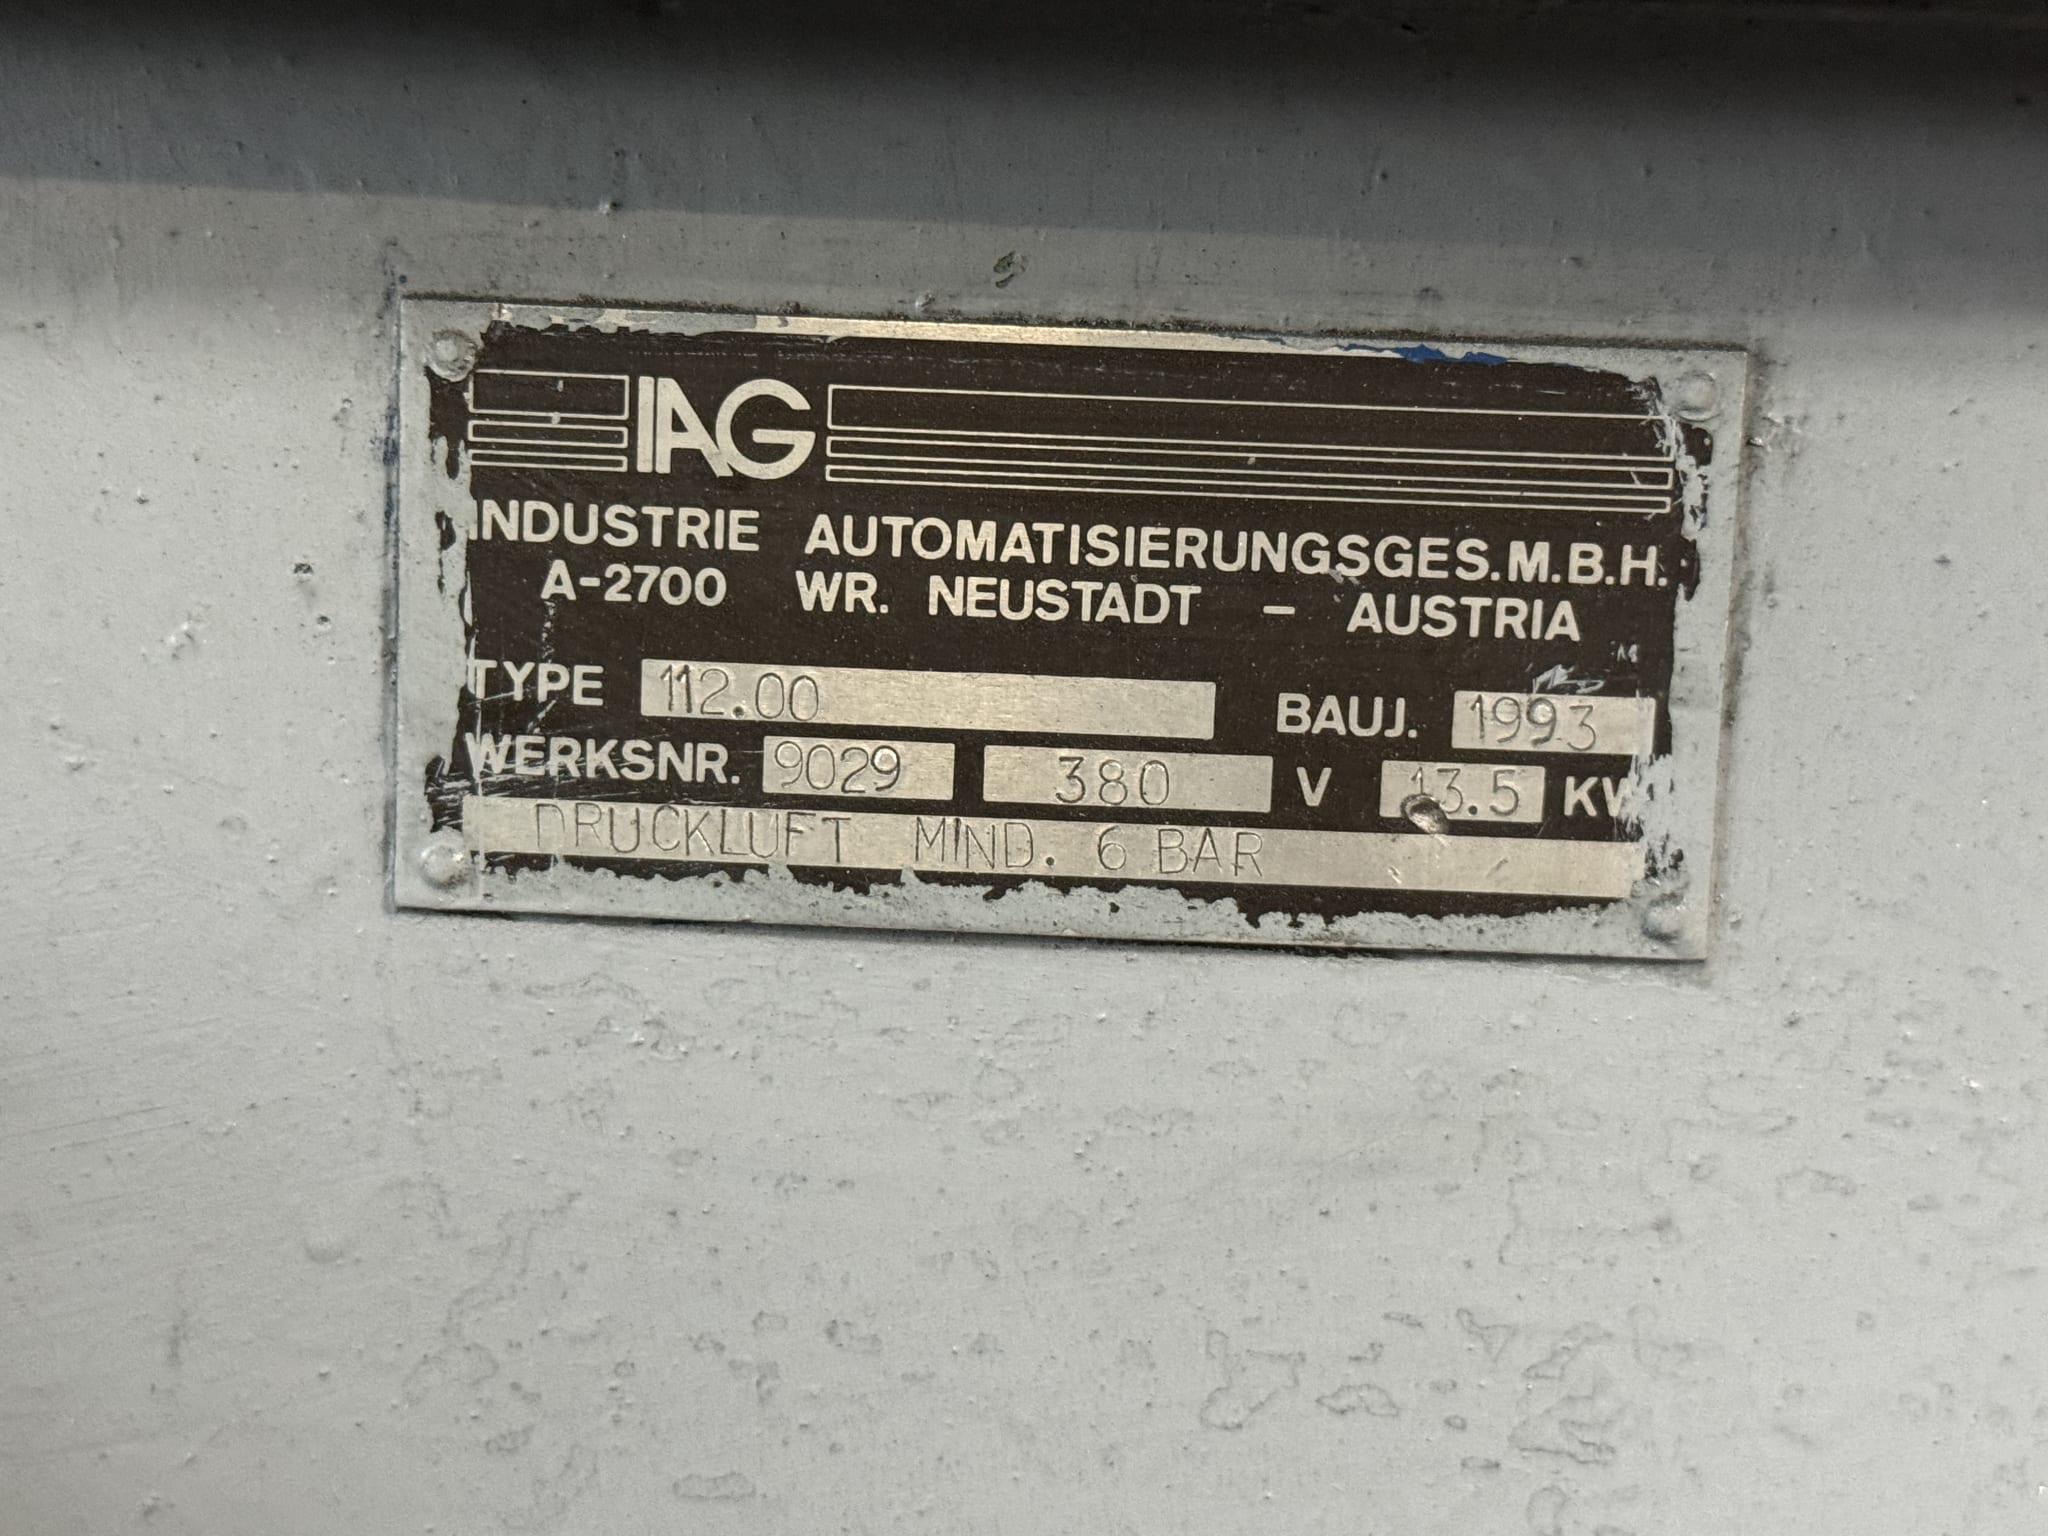 IAG
INDUSTRIE AUTOMATISIERUNGSGES.M.B.H.
A-2700 WR. NEUSTADT - AUSTRIA
TYPE 112.00 BAUJ. 1993
WERKSNR. 9029 380 V 13.5 KW
DRUCKLUFT MIND. 6 BAR